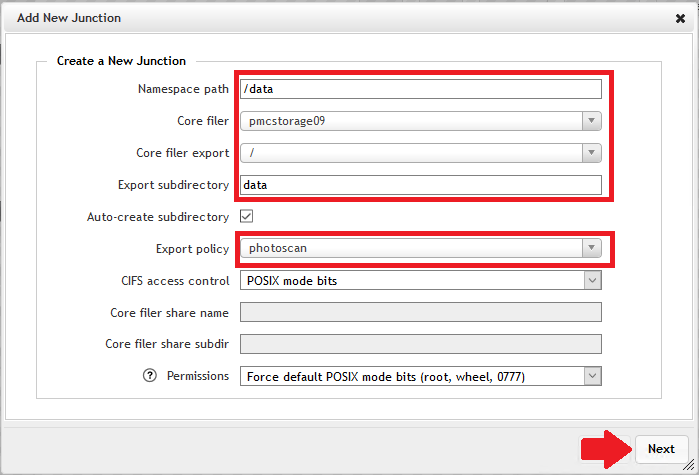 Add New Junction
Create a New Junction
Namespace path /data
Core filer pmcstorage09
Core filer export /
Export subdirectory data
Auto-create subdirectory
Export policy photoscan
CIFS access control POSIX mode bits
Core filer share name
Core filer share subdir
? Permissions Force default POSIX mode bits (root, wheel, 0777)
Next